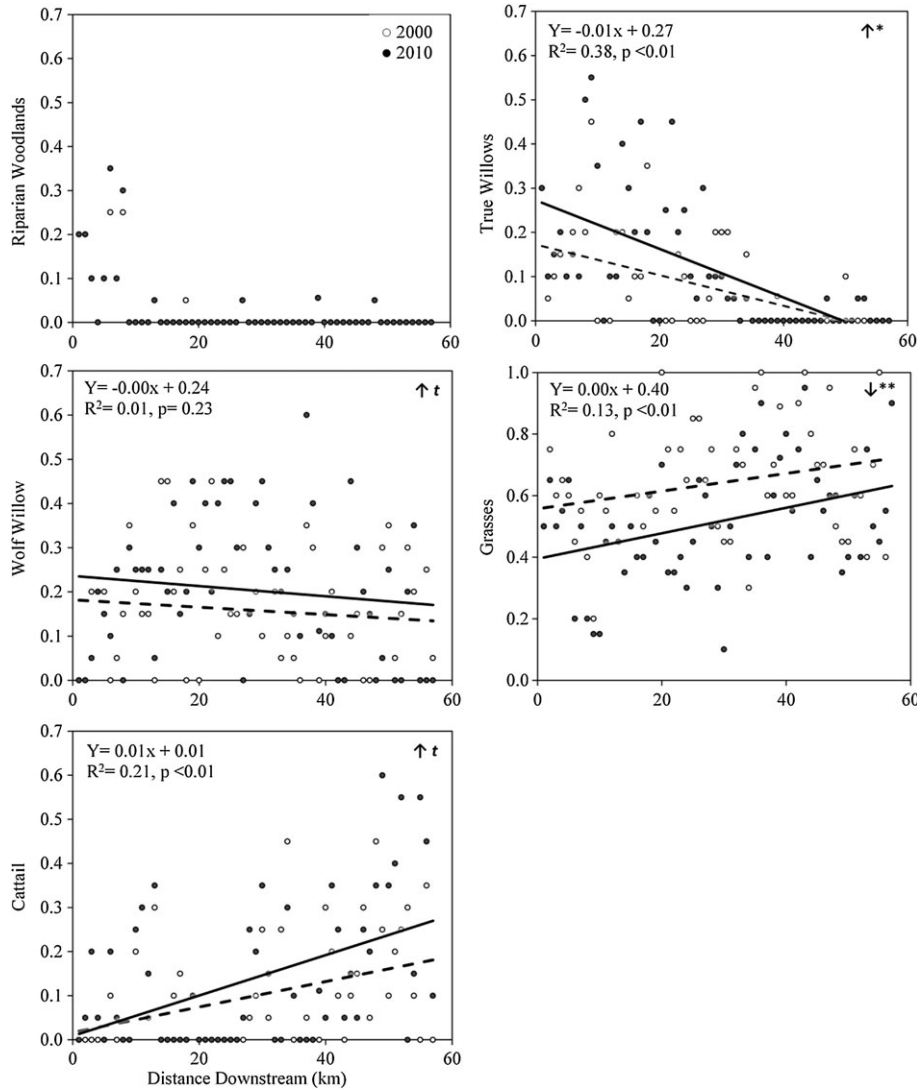 0.7
0.6
0.5
0.4
0.3
0.2
0.1
0.0
Riparian Woodlands
○ 2000
● 2010
0 20 40 60
0.7
0.6
0.5
0.4
0.3
0.2
0.1
0.0
True Willows
Y= -0.01x + 0.27
R²= 0.38, p <0.01
↑*
0 20 40 60
0.7
0.6
0.5
0.4
0.3
0.2
0.1
0.0
Wolf Willow
Y= -0.00x + 0.24
R²= 0.01, p= 0.23
↑ t
0 20 40 60
1.0
0.8
0.6
0.4
0.2
0.0
Grasses
Y= 0.00x + 0.40
R²= 0.13, p <0.01
↓**
0 20 40 60
0.7
0.6
0.5
0.4
0.3
0.2
0.1
0.0
Cattail
Y= 0.01x + 0.01
R²= 0.21, p <0.01
↑ t
0 20 40 60
Distance Downstream (km)